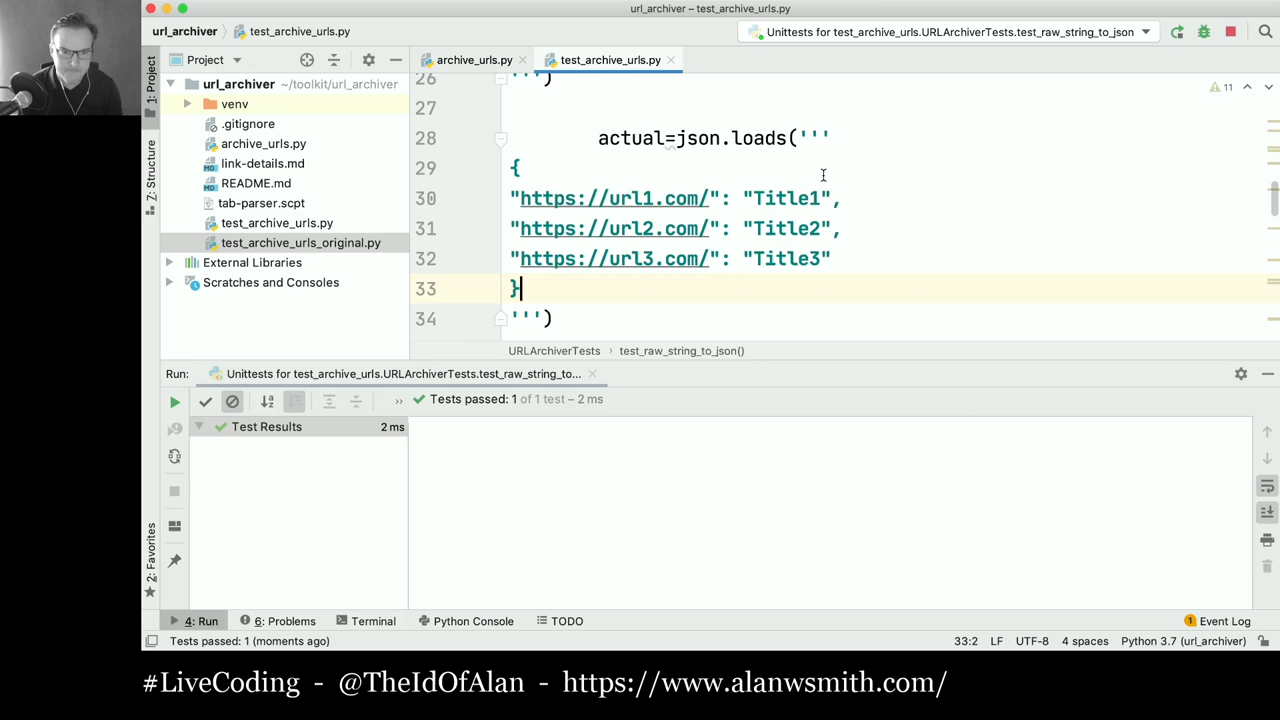 url_archiver – test_archive_urls.py
url_archiver
test_archive_urls.py
Unittests for test_archive_urls.URLArchiverTests.test_raw_string_to_json
1: Project
Z: Structure
2: Favorites
Project
url_archiver ~/toolkit/url_archiver
venv
.gitignore
archive_urls.py
link-details.md
README.md
tab-parser.scpt
test_archive_urls.py
test_archive_urls_original.py
External Libraries
Scratches and Consoles
archive_urls.py
test_archive_urls.py
11
26 ''')
27
28 actual=json.loads('''
29 {
30 "https://url1.com/": "Title1",
31 "https://url2.com/": "Title2",
32 "https://url3.com/": "Title3"
33 }
34 ''')
URLArchiverTests › test_raw_string_to_json()
Run: Unittests for test_archive_urls.URLArchiverTests.test_raw_string_to...
Tests passed: 1 of 1 test – 2 ms
Test Results 2 ms
4: Run 6: Problems Terminal Python Console TODO 1 Event Log
Tests passed: 1 (moments ago) 33:2 LF UTF-8 4 spaces Python 3.7 (url_archiver)
#LiveCoding - @TheIdOfAlan - https://www.alanwsmith.com/